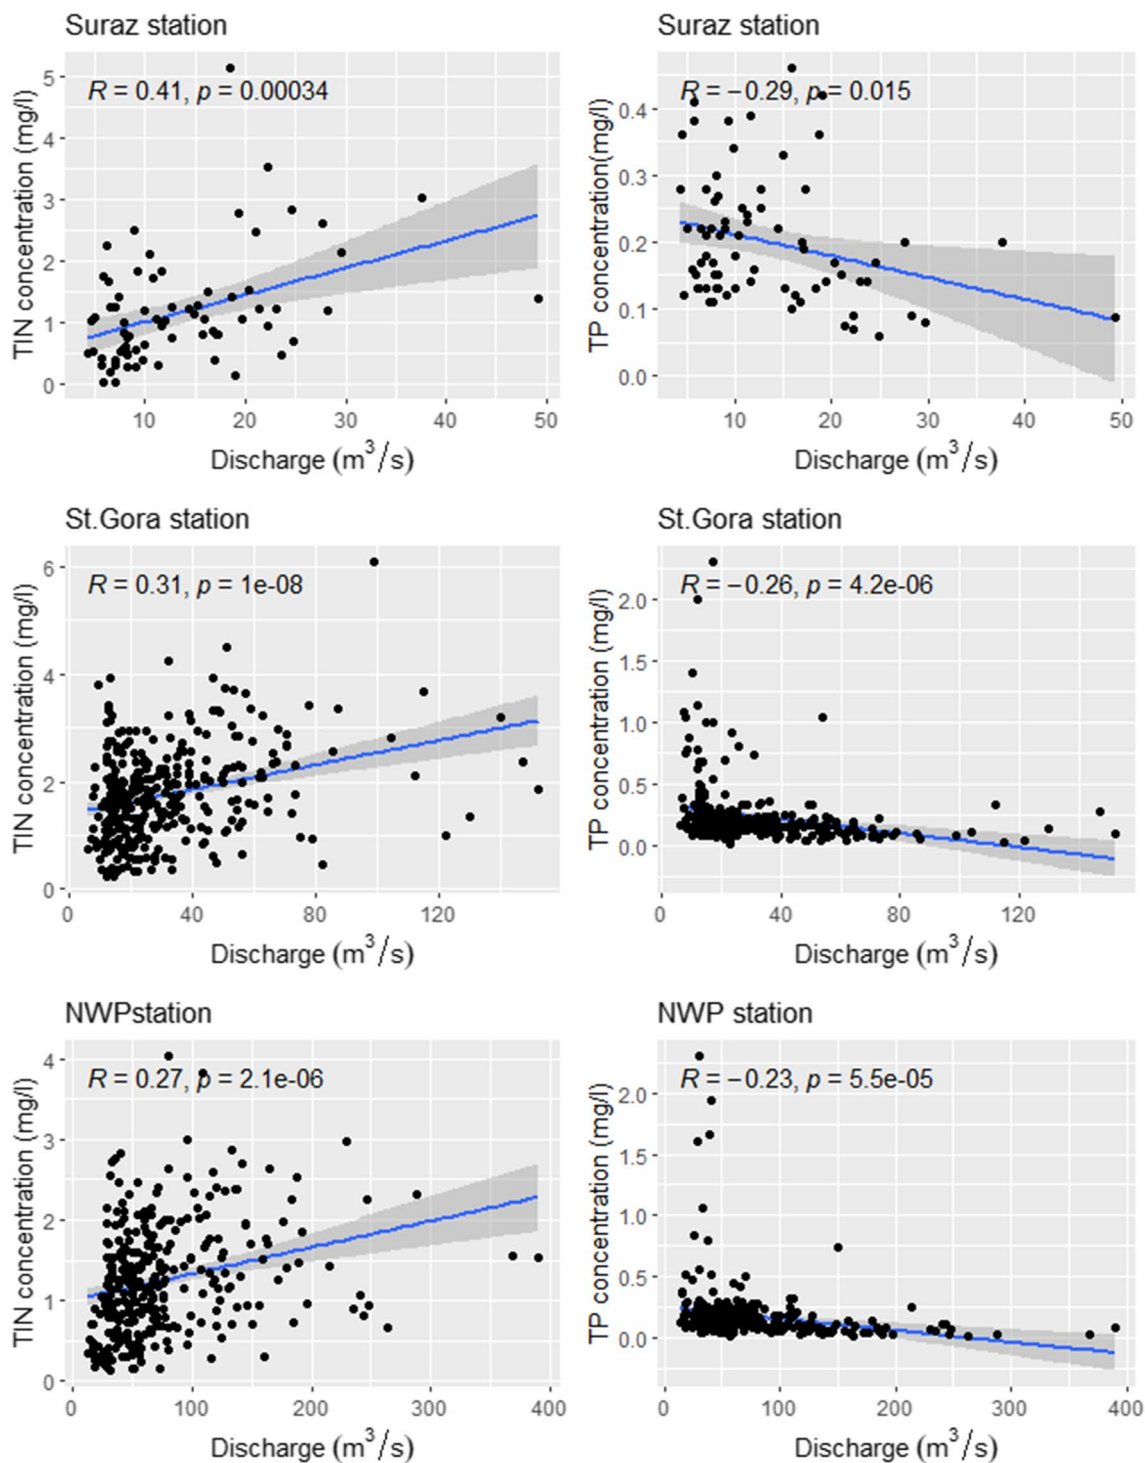 Suraz station
R = 0.41, p = 0.00034
TIN concentration (mg/l)
5
4
3
2
1
0
10 20 30 40 50
Discharge (m³/s)
Suraz station
R = −0.29, p = 0.015
TP concentration(mg/l)
0.4
0.3
0.2
0.1
0.0
10 20 30 40 50
Discharge (m³/s)
St.Gora station
R = 0.31, p = 1e-08
TIN concentration (mg/l)
6
4
2
0
0 40 80 120
Discharge (m³/s)
St.Gora station
R = −0.26, p = 4.2e-06
TP concentration (mg/l)
2.0
1.5
1.0
0.5
0.0
0 40 80 120
Discharge (m³/s)
NWPstation
R = 0.27, p = 2.1e-06
TIN concentration (mg/l)
4
3
2
1
0
0 100 200 300 400
Discharge (m³/s)
NWP station
R = −0.23, p = 5.5e-05
TP concentration (mg/l)
2.0
1.5
1.0
0.5
0.0
0 100 200 300 400
Discharge (m³/s)